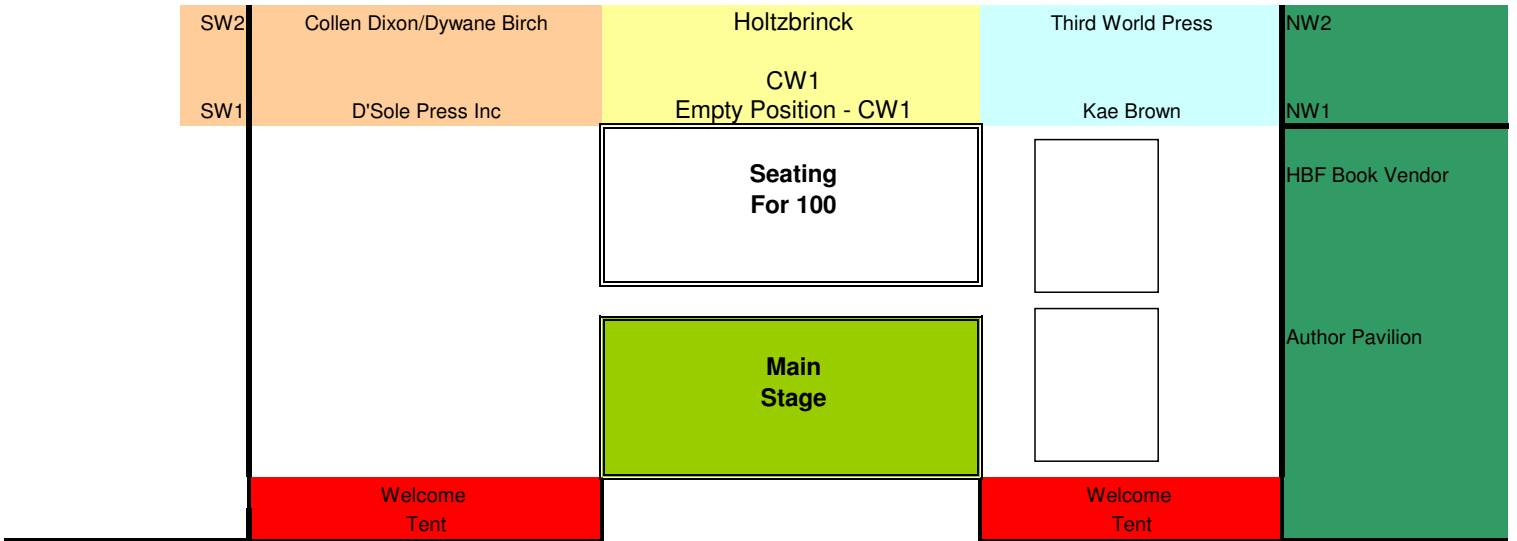 SW2 Collen Dixon/Dywane Birch Holtzbrinck Third World Press NW2
CW1
SW1 D'Sole Press Inc Empty Position - CW1 Kae Brown NW1
Seating
For 100
HBF Book Vendor
Main
Stage
Author Pavilion
Welcome
Tent
Welcome
Tent